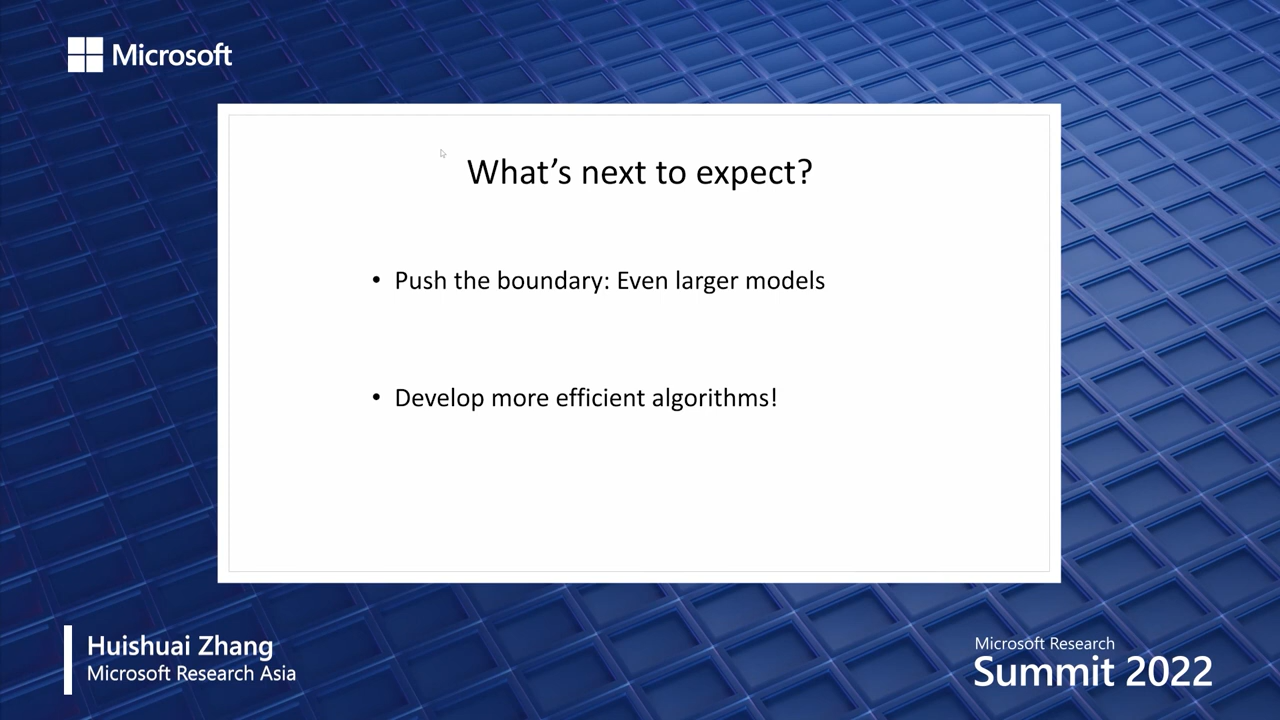 Microsoft
What’s next to expect?
• Push the boundary: Even larger models
• Develop more efficient algorithms!
Huishuai Zhang
Microsoft Research Asia
Microsoft Research
Summit 2022